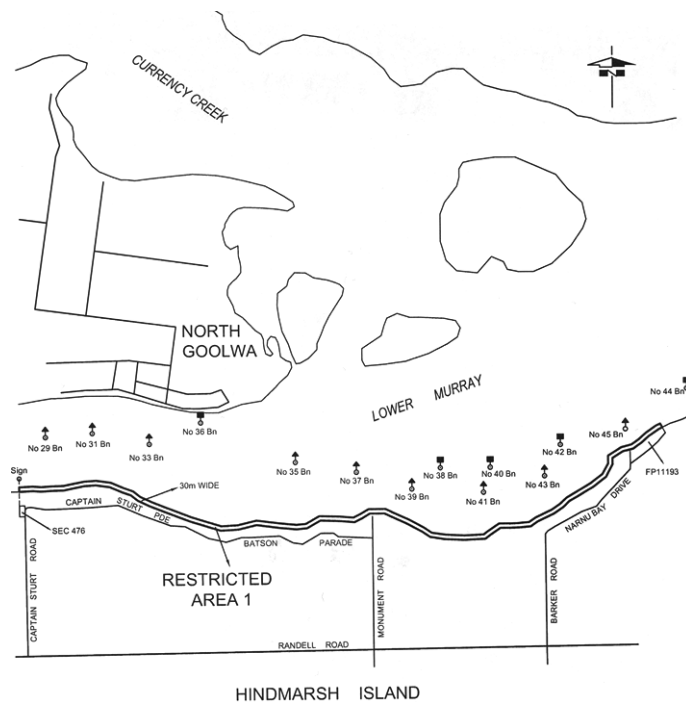 CURRENCY CREEK
N
NORTH
GOOLWA
LOWER MURRAY
No 44 Bn
No 36 Bn
No 29 Bn
No 31 Bn
No 33 Bn
No 45 Bn
No 42 Bn
No 35 Bn
No 37 Bn
No 38 Bn
No 40 Bn
No 39 Bn
No 41 Bn
No 43 Bn
FP11193
Sign
30m WIDE
CAPTAIN STURT PDE
SEC 476
NARNU BAY DRIVE
BATSON PARADE
RESTRICTED
AREA 1
CAPTAIN STURT ROAD
MONUMENT ROAD
BARKER ROAD
RANDELL ROAD
HINDMARSH ISLAND